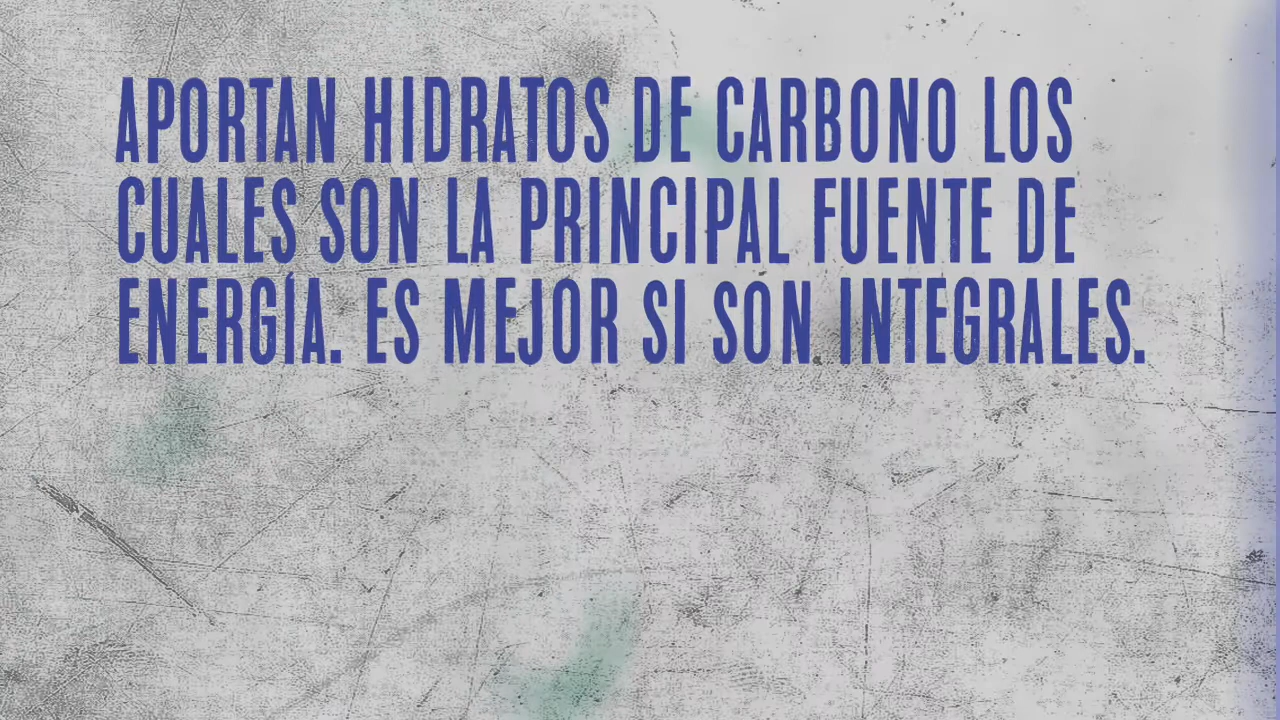 APORTAN HIDRATOS DE CARBONO LOS
CUALES SON LA PRINCIPAL FUENTE DE
ENERGÍA. ES MEJOR SI SON INTEGRALES.